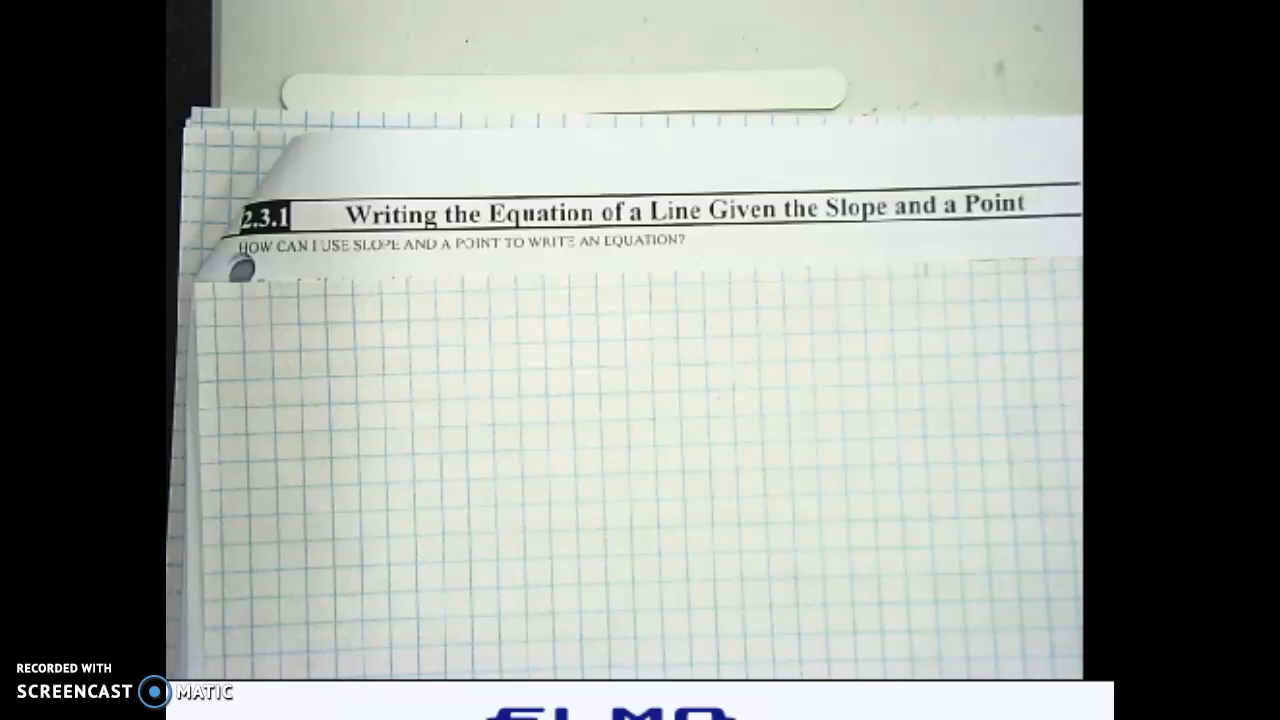 2.3.1 Writing the Equation of a Line Given the Slope and a Point
HOW CAN I USE SLOPE AND A POINT TO WRITE AN EQUATION?
RECORDED WITH
SCREENCAST MATIC
ELMO